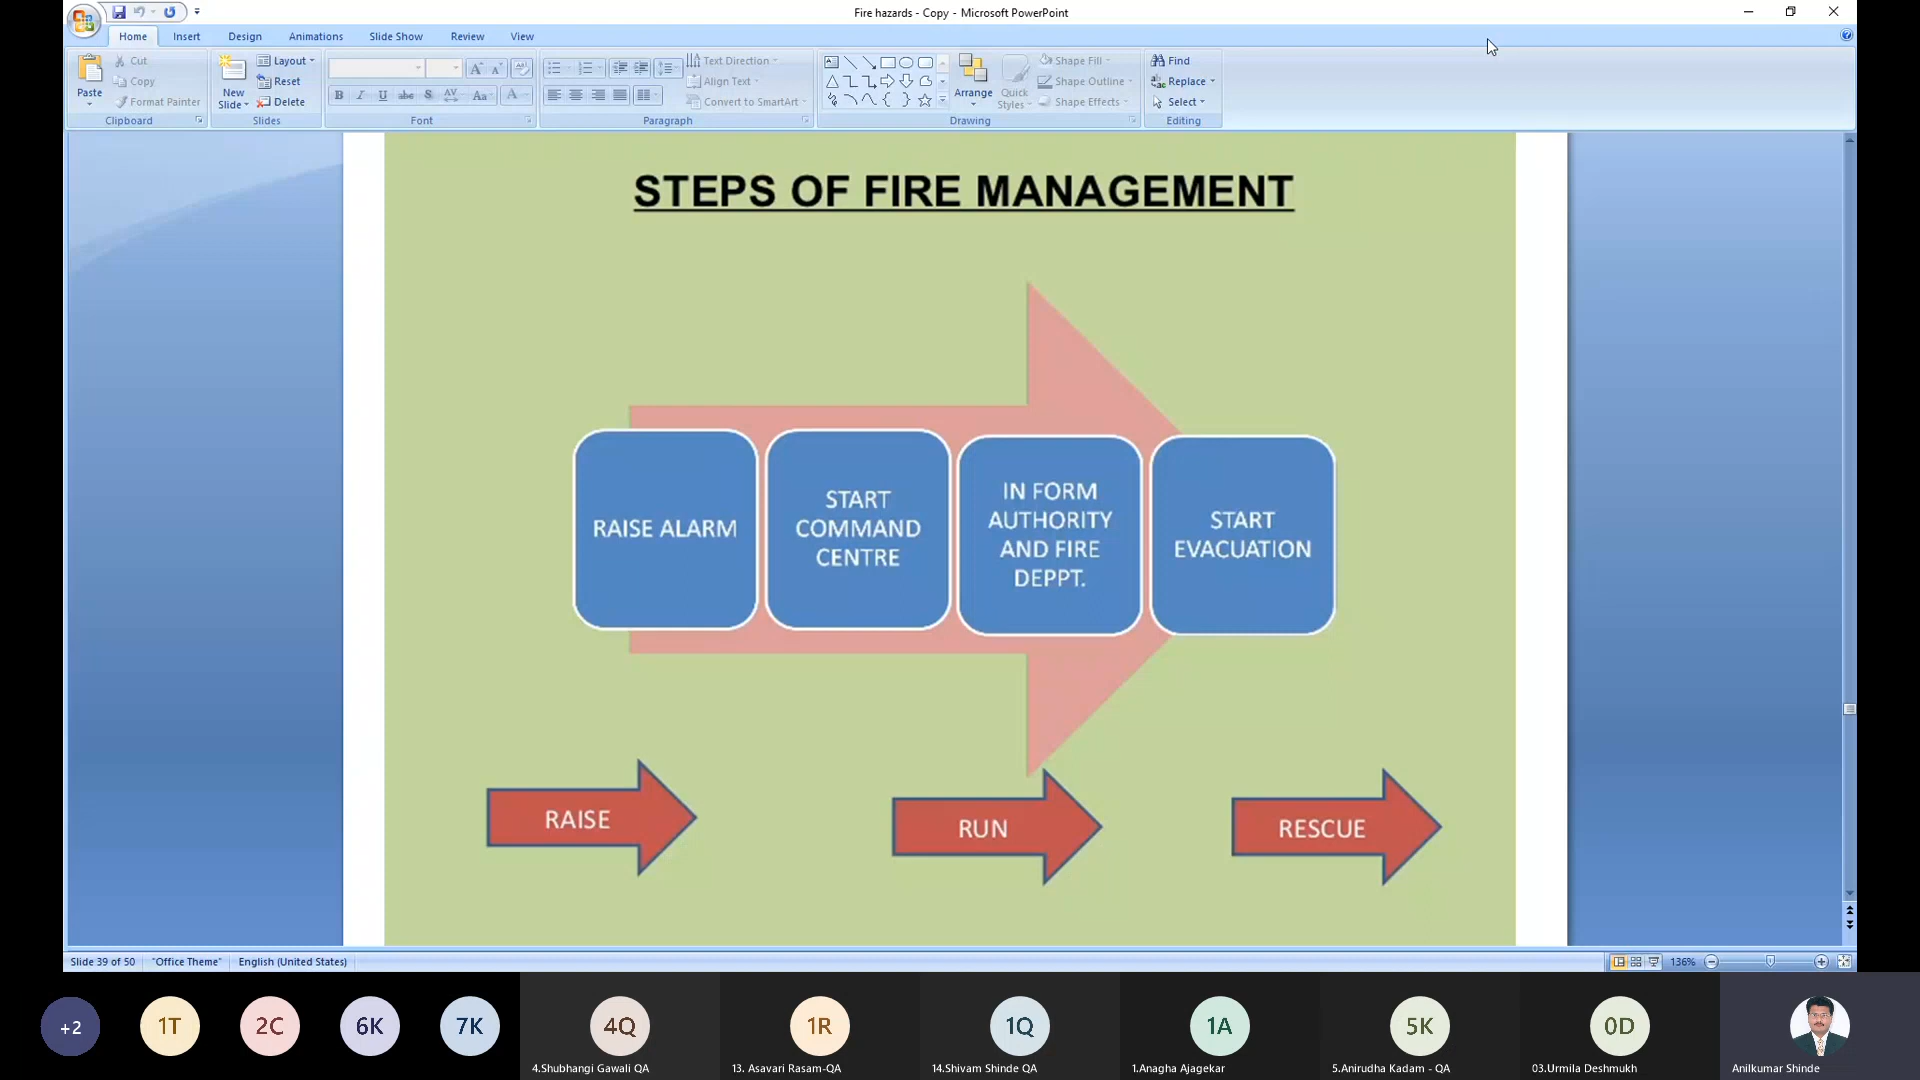 Fire hazards - Copy - Microsoft PowerPoint
Home Insert Design Animations Slide Show Review View
Paste
Cut
Copy
Format Painter
Clipboard
New
Slide
Layout
Reset
Delete
Slides
Font
Text Direction
Align Text
Convert to SmartArt
Paragraph
Arrange
Quick
Styles
Shape Fill
Shape Outline
Shape Effects
Drawing
Find
Replace
Select
Editing
STEPS OF FIRE MANAGEMENT
RAISE ALARM
START
COMMAND
CENTRE
IN FORM
AUTHORITY
AND FIRE
DEPPT.
START
EVACUATION
RAISE
RUN
RESCUE
Slide 39 of 50 "Office Theme" English (United States) 136%
+2 1T 2C 6K 7K 4Q 1R 1Q 1A 5K 0D
4.Shubhangi Gawali QA 13. Asavari Rasam-QA 14.Shivam Shinde QA 1.Anagha Ajagekar 5.Anirudha Kadam - QA 03.Urmila Deshmukh Anilkumar Shinde